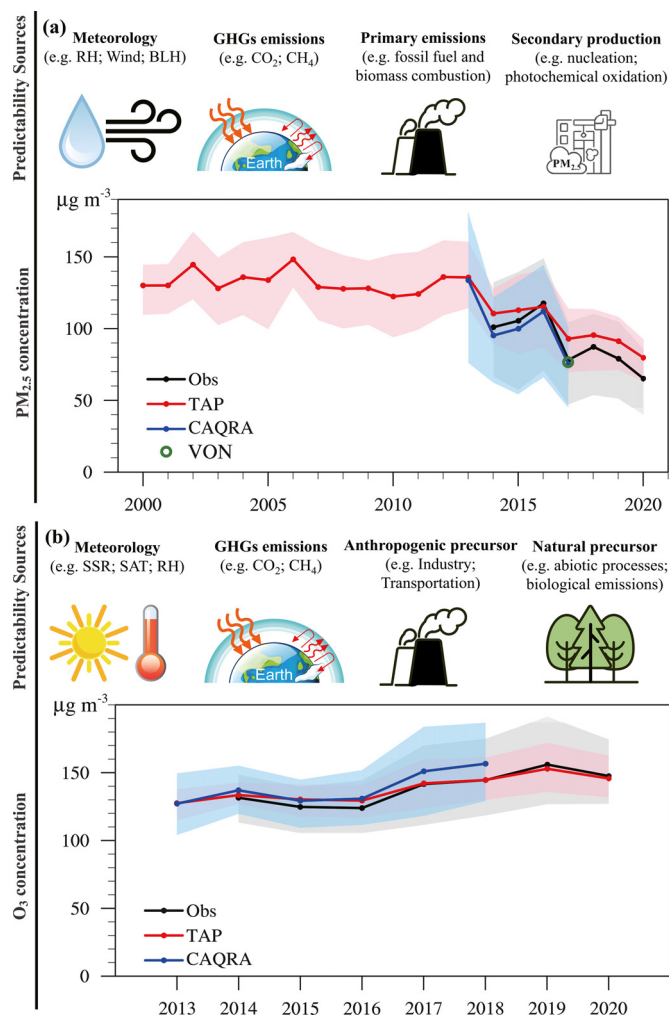 (a)
Predictability Sources
Meteorology
(e.g. RH; Wind; BLH)
GHGs emissions
(e.g. CO₂; CH₄)
Primary emissions
(e.g. fossil fuel and
biomass combustion)
Secondary production
(e.g. nucleation;
photochemical oxidation)
Earth
PM₂.₅
µg m⁻³
PM₂.₅ concentration
150
100
50
0
Obs
TAP
CAQRA
VON
2000
2005
2010
2015
2020
(b)
Predictability Sources
Meteorology
(e.g. SSR; SAT; RH)
GHGs emissions
(e.g. CO₂; CH₄)
Anthropogenic precursor
(e.g. Industry;
Transportation)
Natural precursor
(e.g. abiotic processes;
biological emissions)
Earth
µg m⁻³
O₃ concentration
150
100
50
0
Obs
TAP
CAQRA
2013
2014
2015
2016
2017
2018
2019
2020